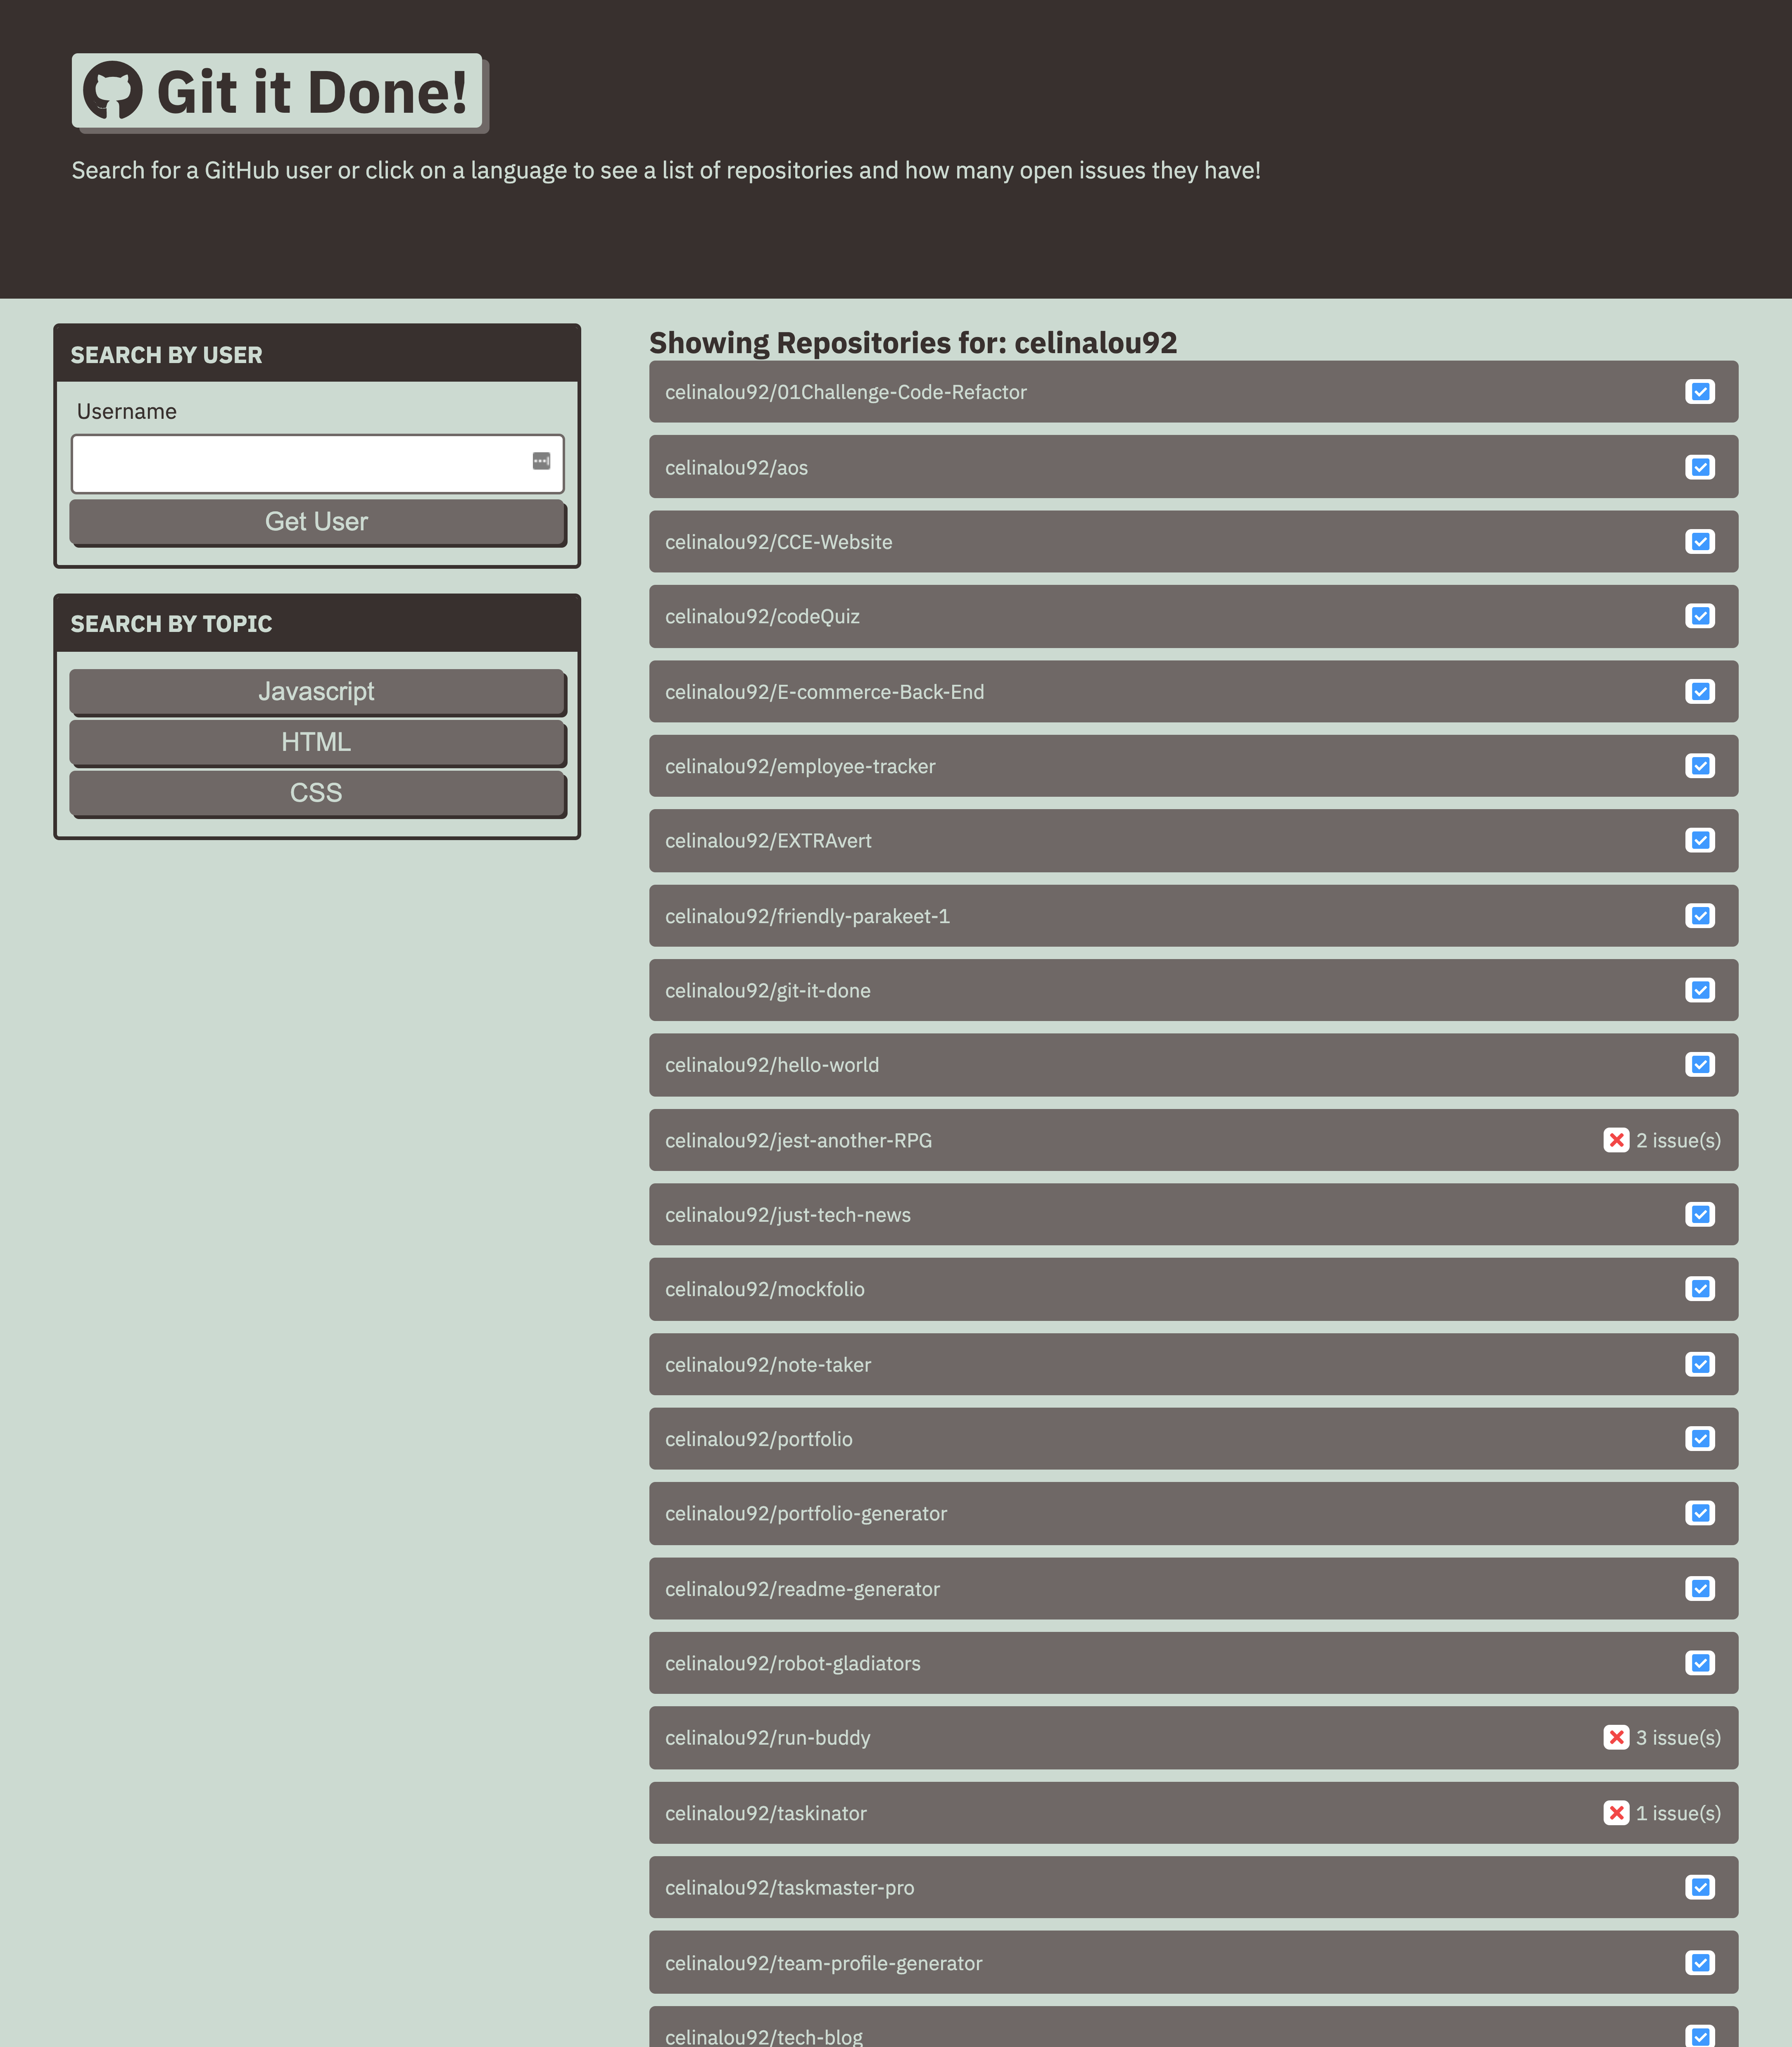 Git it Done!
Search for a GitHub user or click on a language to see a list of repositories and how many open issues they have!
SEARCH BY USER
Username
Get User
SEARCH BY TOPIC
Javascript
HTML
CSS
Showing Repositories for: celinalou92
celinalou92/01Challenge-Code-Refactor
celinalou92/aos
celinalou92/CCE-Website
celinalou92/codeQuiz
celinalou92/E-commerce-Back-End
celinalou92/employee-tracker
celinalou92/EXTRAvert
celinalou92/friendly-parakeet-1
celinalou92/git-it-done
celinalou92/hello-world
celinalou92/jest-another-RPG 2 issue(s)
celinalou92/just-tech-news
celinalou92/mockfolio
celinalou92/note-taker
celinalou92/portfolio
celinalou92/portfolio-generator
celinalou92/readme-generator
celinalou92/robot-gladiators
celinalou92/run-buddy 3 issue(s)
celinalou92/taskinator 1 issue(s)
celinalou92/taskmaster-pro
celinalou92/team-profile-generator
celinalou92/tech-blog